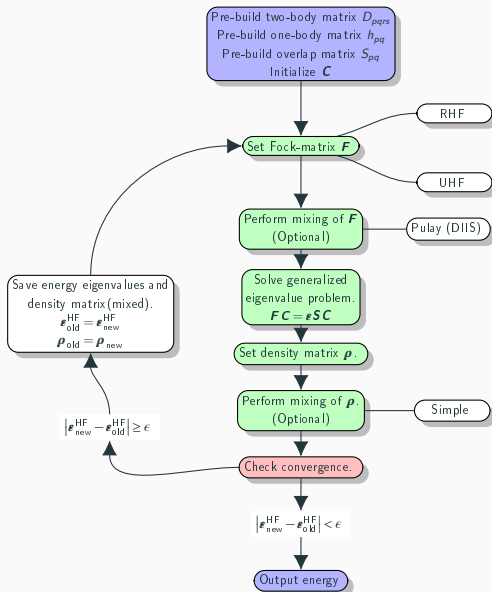 Pre-build two-body matrix D_pqrs
Pre-build one-body matrix h_pq
Pre-build overlap matrix S_pq
Initialize C
RHF
Set Fock-matrix F
UHF
Perform mixing of F
(Optional)
Pulay (DIIS)
Solve generalized
eigenvalue problem.
FC = εSC
Save energy eigenvalues and
density matrix(mixed).
ε_old^HF = ε_new^HF
ρ_old = ρ_new
Set density matrix ρ.
Perform mixing of ρ.
(Optional)
Simple
|ε_new^HF − ε_old^HF| ≥ ϵ
Check convergence.
|ε_new^HF − ε_old^HF| < ϵ
Output energy